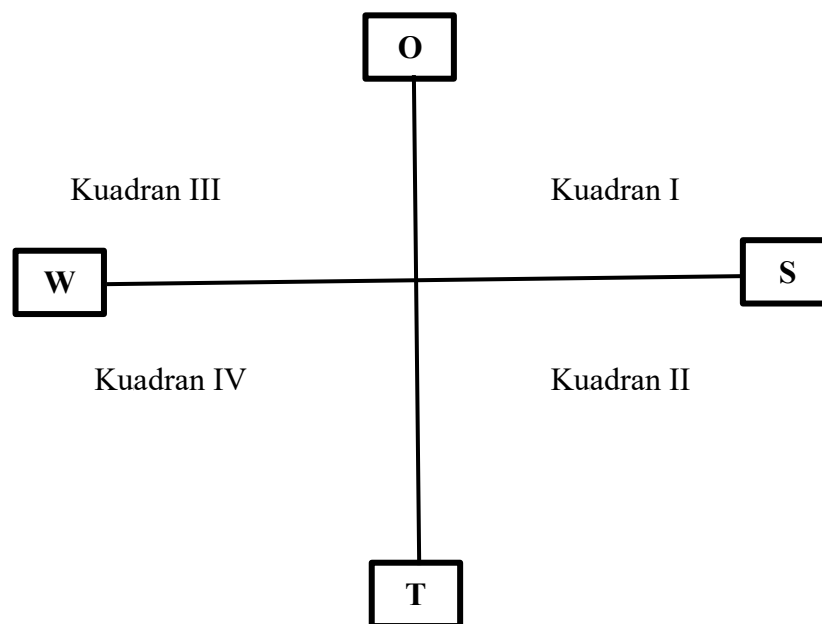 O
Kuadran III
Kuadran I
W
S
Kuadran IV
Kuadran II
T